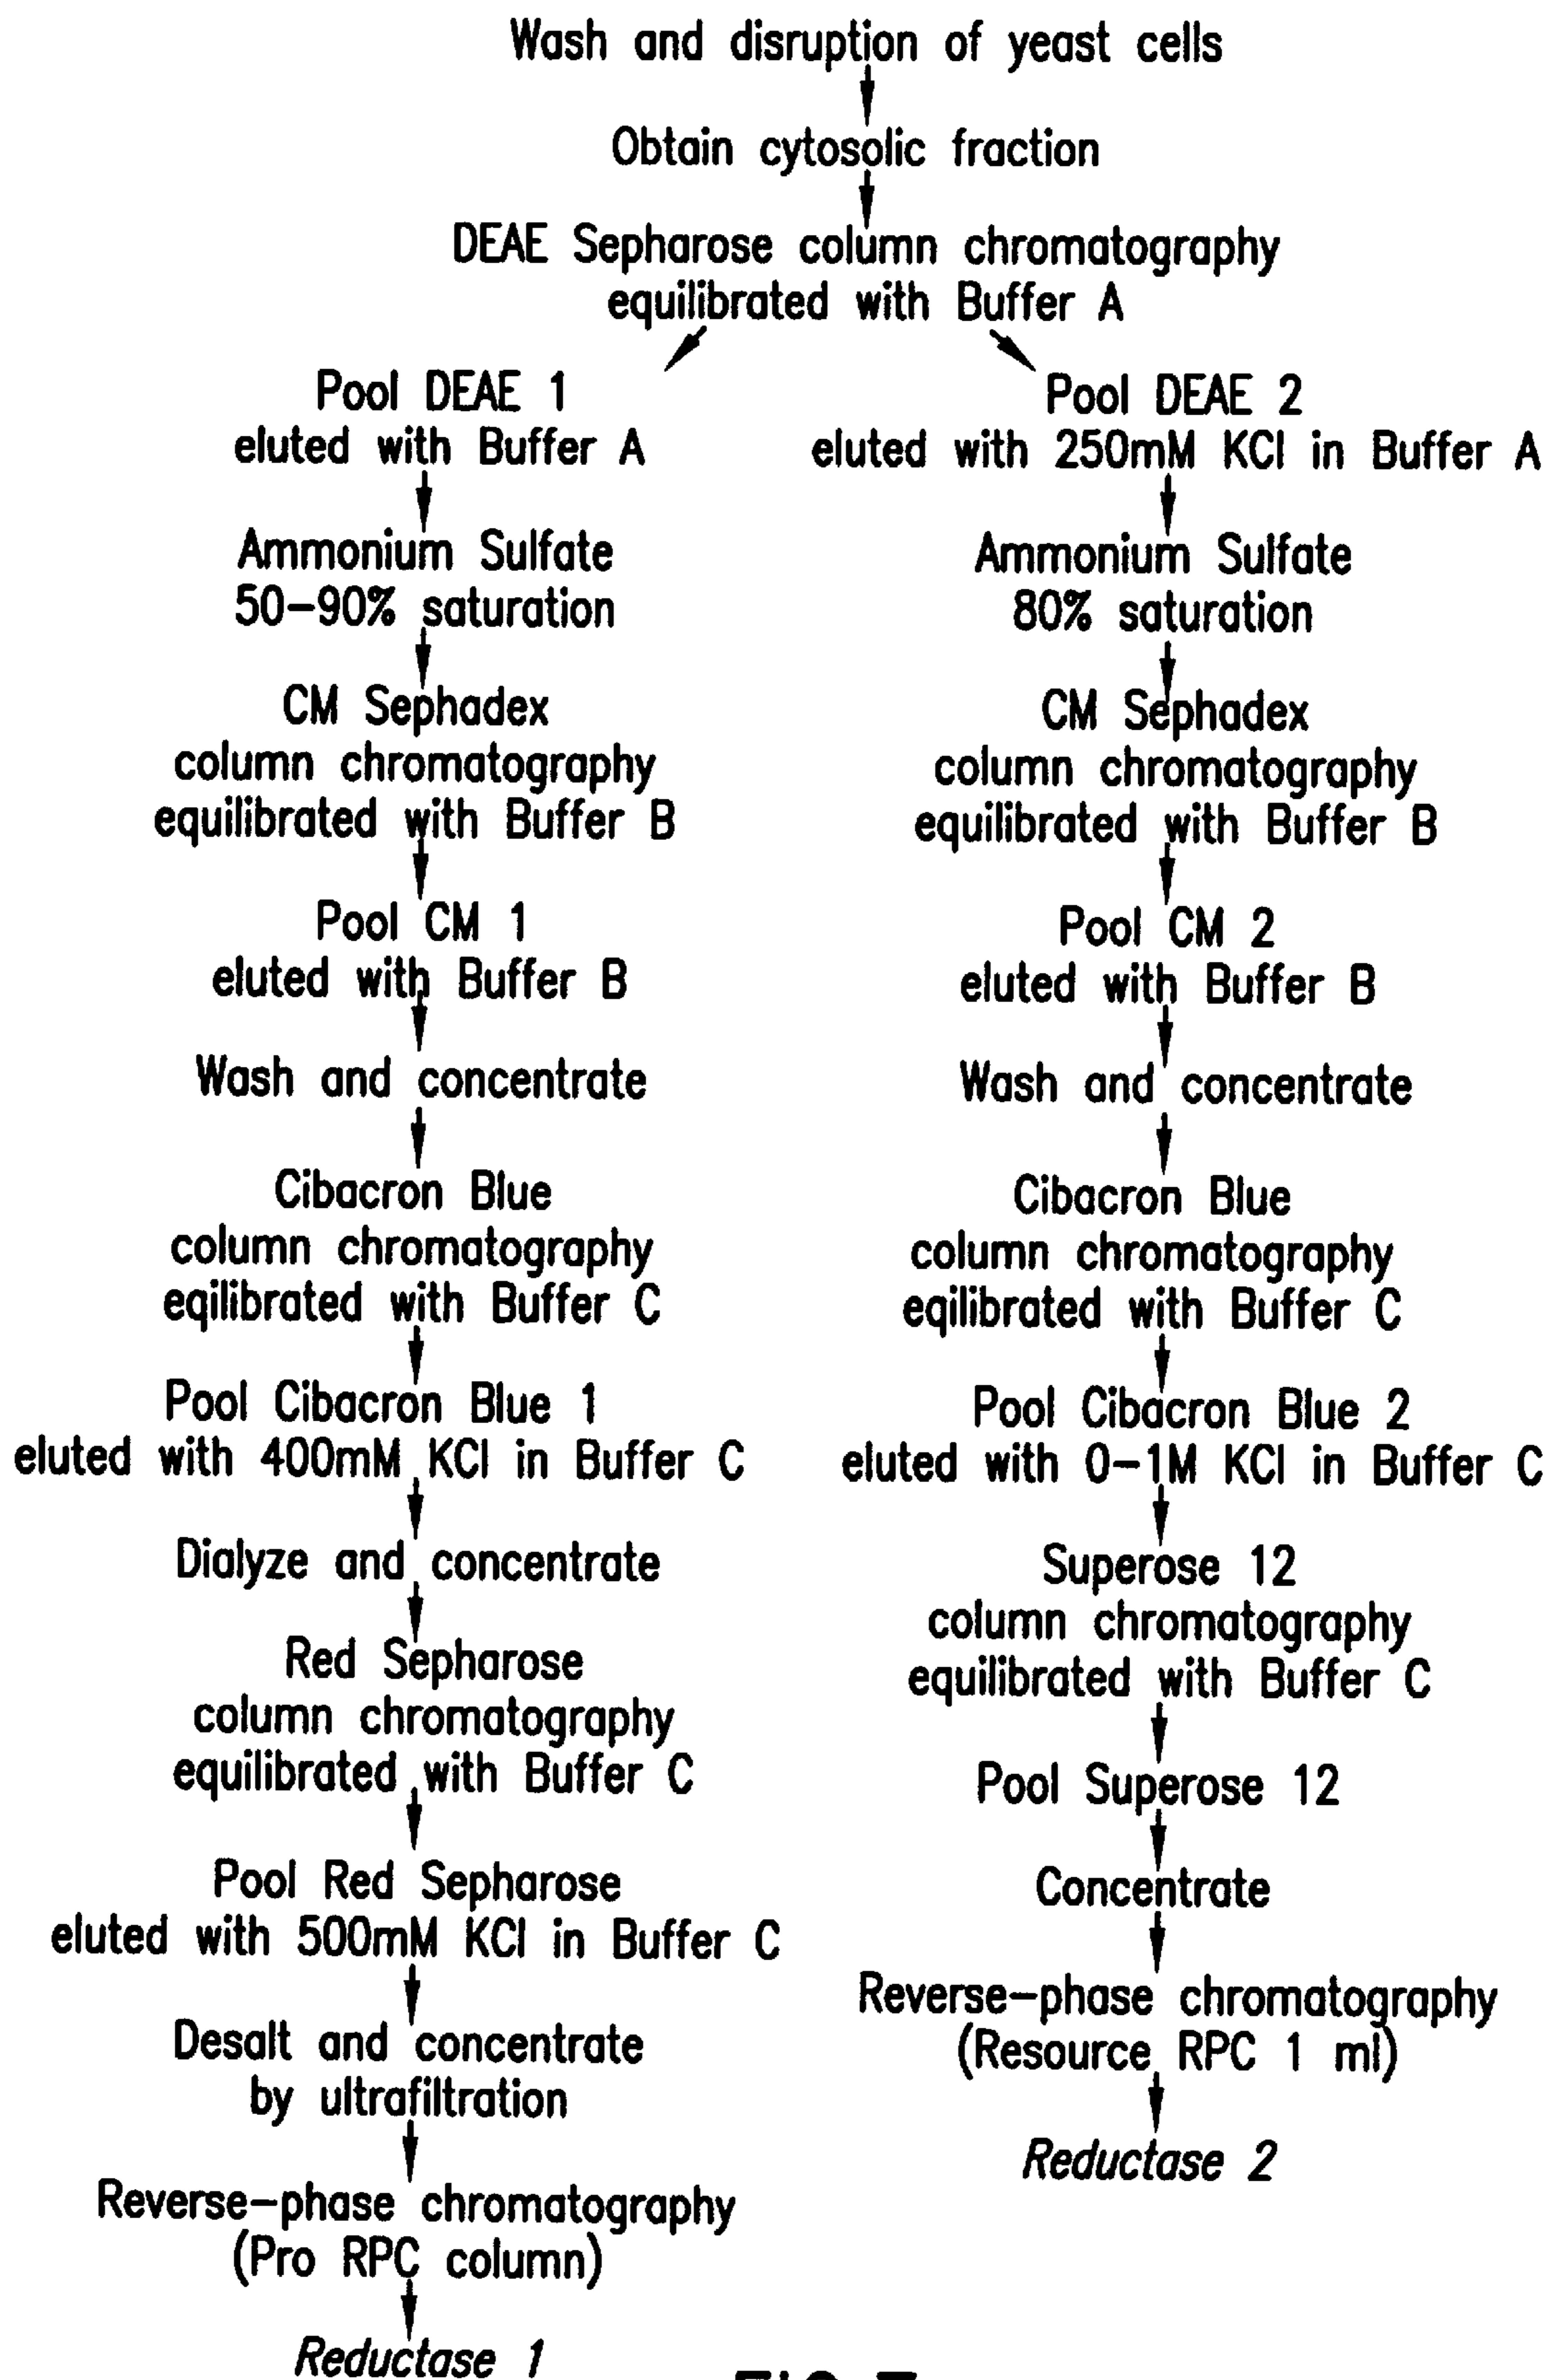 Wash and disruption of yeast cells
Obtain cytosolic fraction
DEAE Sepharose column chromatography
equilibrated with Buffer A
Pool DEAE 1
eluted with Buffer A
Ammonium Sulfate
50-90% saturation
CM Sephadex
column chromatography
equilibrated with Buffer B
Pool CM 1
eluted with Buffer B
Wash and concentrate
Cibacron Blue
column chromatography
eqilibrated with Buffer C
Pool Cibacron Blue 1
eluted with 400mM KCl in Buffer C
Dialyze and concentrate
Red Sepharose
column chromatography
equilibrated with Buffer C
Pool Red Sepharose
eluted with 500mM KCl in Buffer C
Desalt and concentrate
by ultrafiltration
Reverse-phase chromatography
(Pro RPC column)
Reductase 1
Pool DEAE 2
eluted with 250mM KCl in Buffer A
Ammonium Sulfate
80% saturation
CM Sephadex
column chromatography
equilibrated with Buffer B
Pool CM 2
eluted with Buffer B
Wash and concentrate
Cibacron Blue
column chromatography
eqilibrated with Buffer C
Pool Cibacron Blue 2
eluted with 0-1M KCl in Buffer C
Superose 12
column chromatography
equilibrated with Buffer C
Pool Superose 12
Concentrate
Reverse-phase chromatography
(Resource RPC 1 ml)
Reductase 2